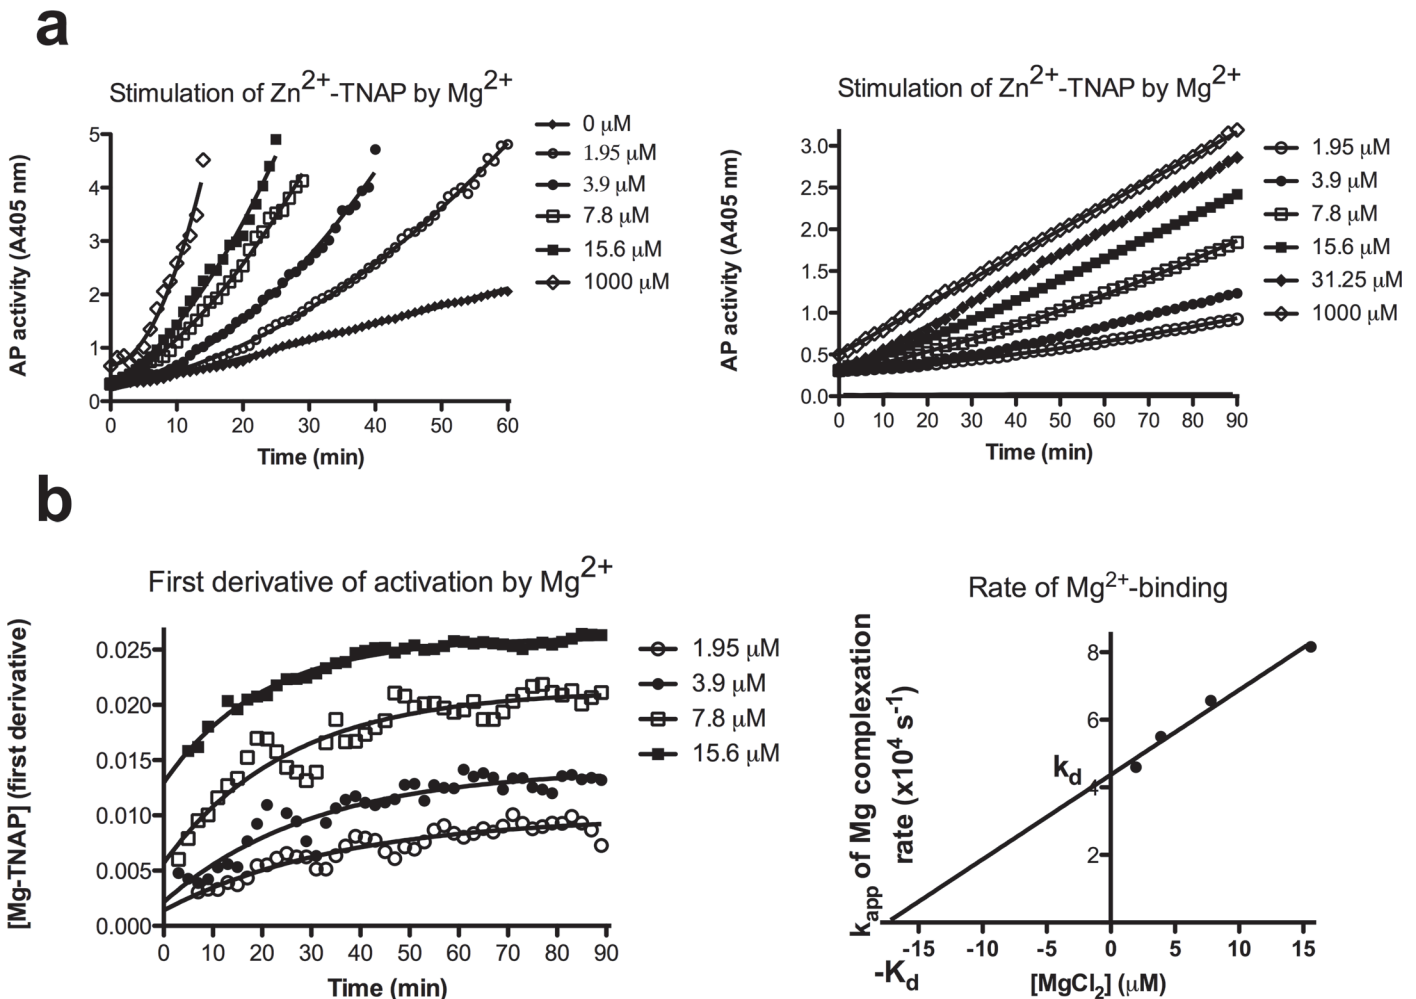 a
Stimulation of Zn2+-TNAP by Mg2+
AP activity (A405 nm)
5
4
3
2
1
0
0 10 20 30 40 50 60
Time (min)
0 μM
1.95 μM
3.9 μM
7.8 μM
15.6 μM
1000 μM
Stimulation of Zn2+-TNAP by Mg2+
AP activity (A405 nm)
3.0
2.5
2.0
1.5
1.0
0.5
0.0
0 10 20 30 40 50 60 70 80 90
Time (min)
1.95 μM
3.9 μM
7.8 μM
15.6 μM
31.25 μM
1000 μM
b
First derivative of activation by Mg2+
[Mg-TNAP] (first derivative)
0.025
0.020
0.015
0.010
0.005
0.000
0 10 20 30 40 50 60 70 80 90
Time (min)
1.95 μM
3.9 μM
7.8 μM
15.6 μM
Rate of Mg2+-binding
kapp of Mg complexation
rate (x104 s-1)
8
6
kd
4
2
-15 -10 -5 0 5 10 15
-Kd
[MgCl2] (μM)